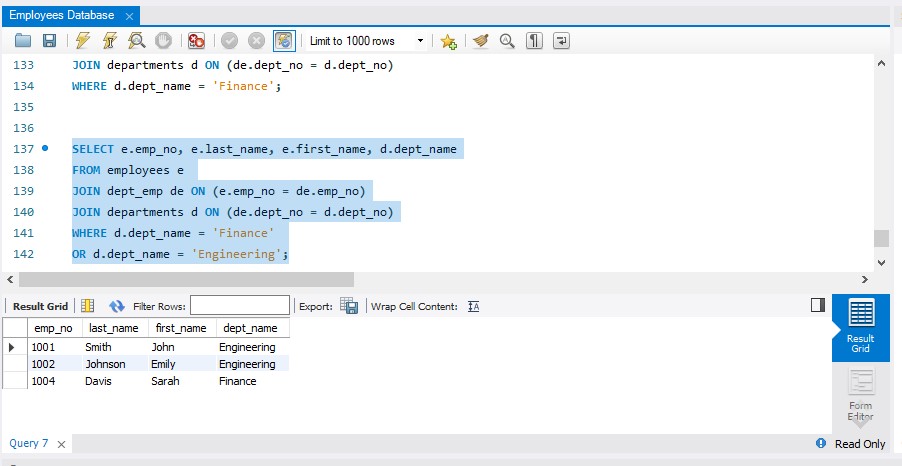 Employees Database ×
Limit to 1000 rows
133 JOIN departments d ON (de.dept_no = d.dept_no)
134 WHERE d.dept_name = 'Finance';
135
136
137 SELECT e.emp_no, e.last_name, e.first_name, d.dept_name
138 FROM employees e
139 JOIN dept_emp de ON (e.emp_no = de.emp_no)
140 JOIN departments d ON (de.dept_no = d.dept_no)
141 WHERE d.dept_name = 'Finance'
142 OR d.dept_name = 'Engineering';
Result Grid Filter Rows: Export: Wrap Cell Content: IA
emp_no last_name first_name dept_name
1001 Smith John Engineering
1002 Johnson Emily Engineering
1004 Davis Sarah Finance
Result
Grid
Form
Editor
Query 7 × Read Only